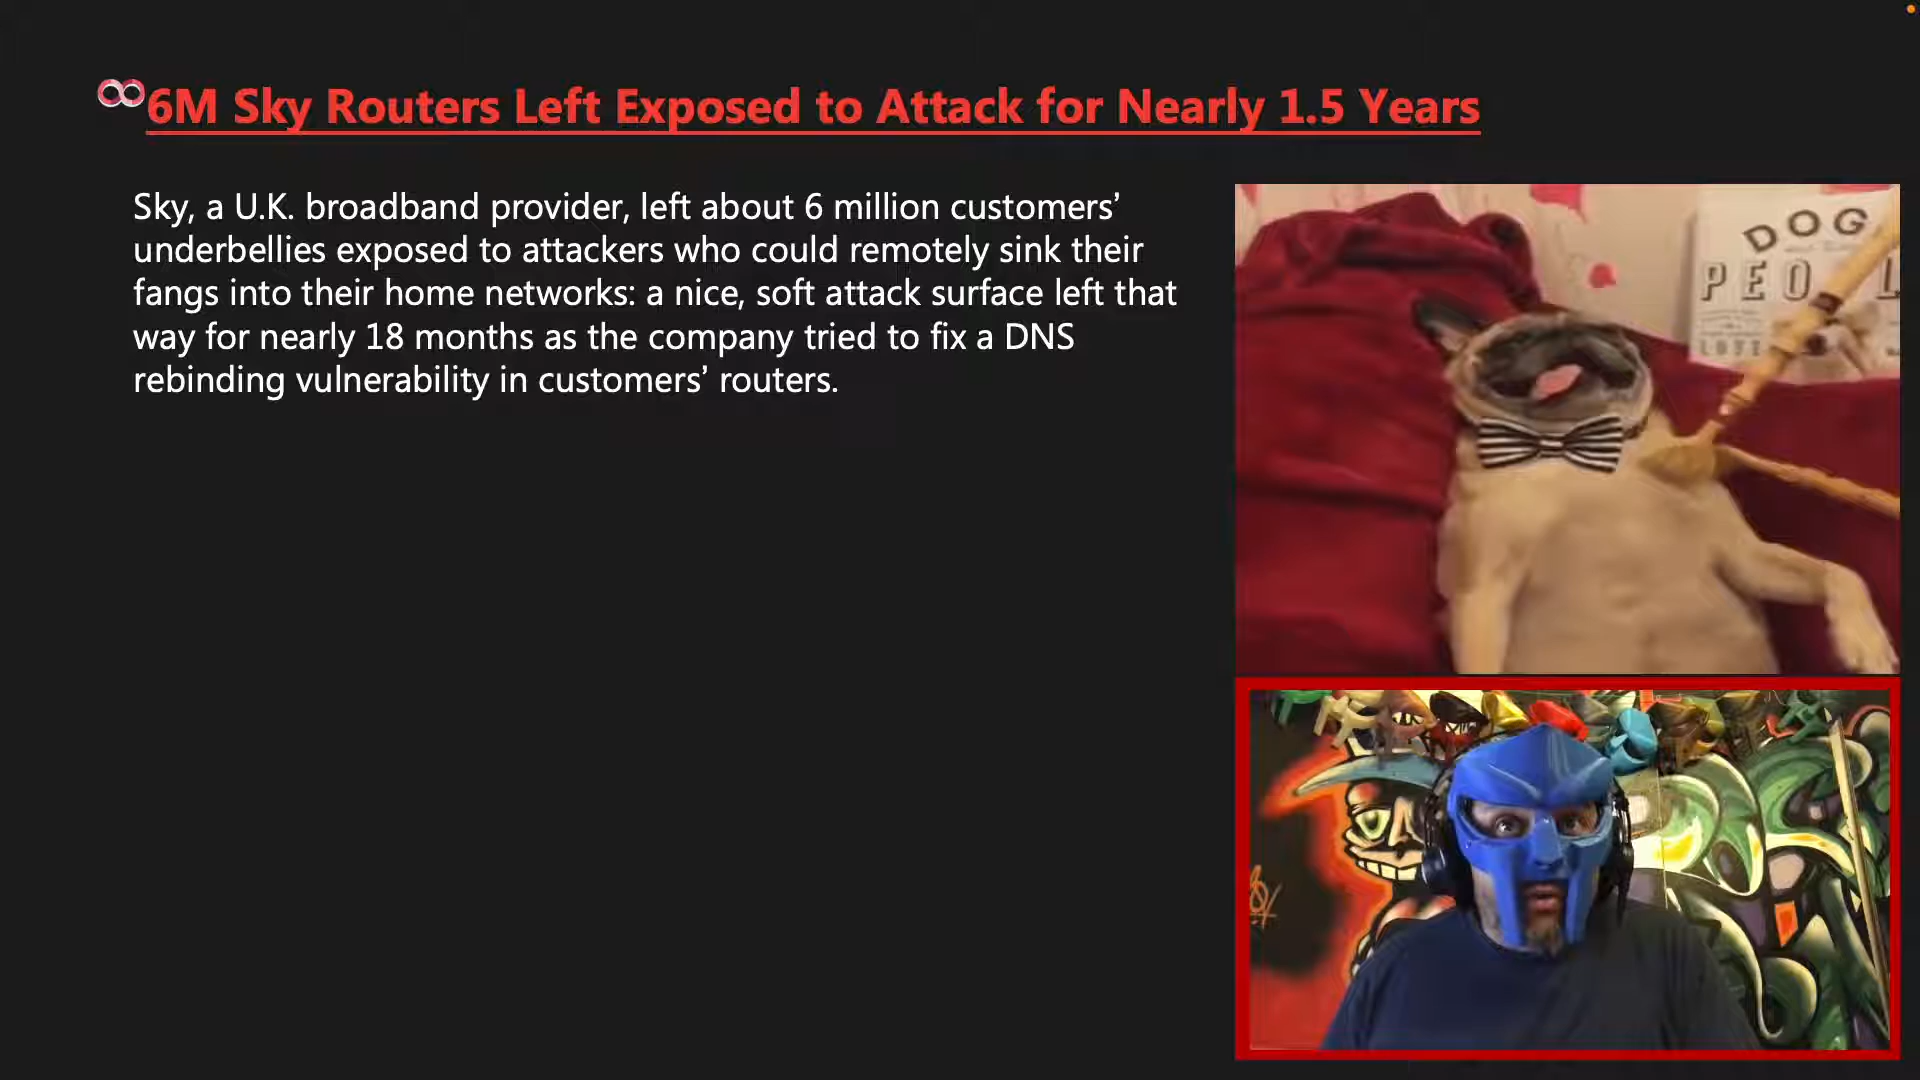 6M Sky Routers Left Exposed to Attack for Nearly 1.5 Years
Sky, a U.K. broadband provider, left about 6 million customers’
underbellies exposed to attackers who could remotely sink their
fangs into their home networks: a nice, soft attack surface left that
way for nearly 18 months as the company tried to fix a DNS
rebinding vulnerability in customers’ routers.
DOG